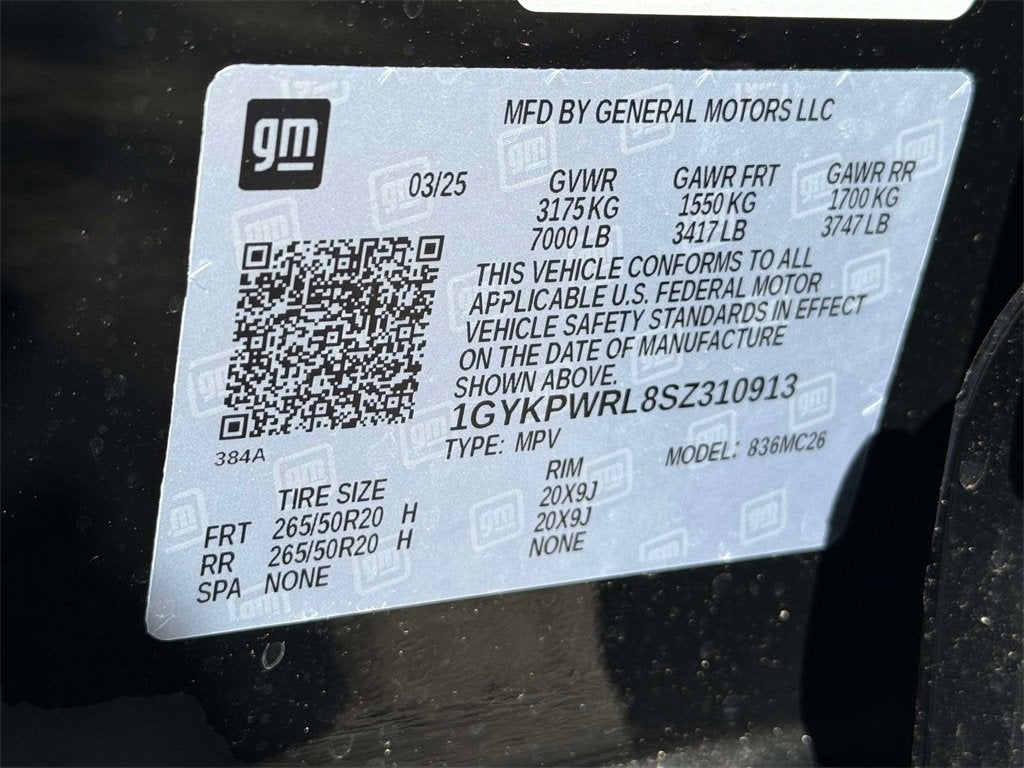 gm
MFD BY GENERAL MOTORS LLC
03/25 GVWR GAWR FRT GAWR RR
3175 KG 1550 KG 1700 KG
7000 LB 3417 LB 3747 LB
THIS VEHICLE CONFORMS TO ALL
APPLICABLE U.S. FEDERAL MOTOR
VEHICLE SAFETY STANDARDS IN EFFECT
ON THE DATE OF MANUFACTURE
SHOWN ABOVE.
1GYKPWRL8SZ310913
TYPE: MPV MODEL: 836MC26
384A
TIRE SIZE RIM
FRT 265/50R20 H 20X9J
RR 265/50R20 H 20X9J
SPA NONE NONE